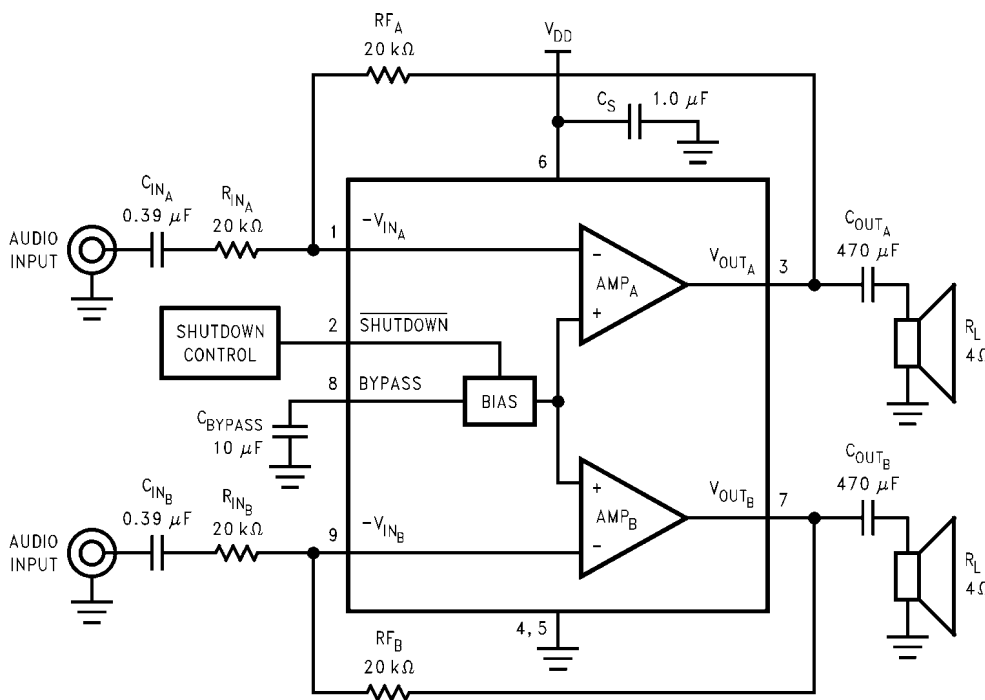 RF_A
20 kΩ
V_DD
C_S 1.0 µF
6
C_IN_A
0.39 µF
R_IN_A
20 kΩ
AUDIO
INPUT
1
-V_IN_A
-
AMP_A
+
V_OUT_A
3
C_OUT_A
470 µF
R_L
4Ω
SHUTDOWN
CONTROL
2
SHUTDOWN
8
BYPASS
BIAS
C_BYPASS
10 µF
C_IN_B
0.39 µF
R_IN_B
20 kΩ
AUDIO
INPUT
9
-V_IN_B
+
AMP_B
-
V_OUT_B
7
C_OUT_B
470 µF
R_L
4Ω
4, 5
RF_B
20 kΩ